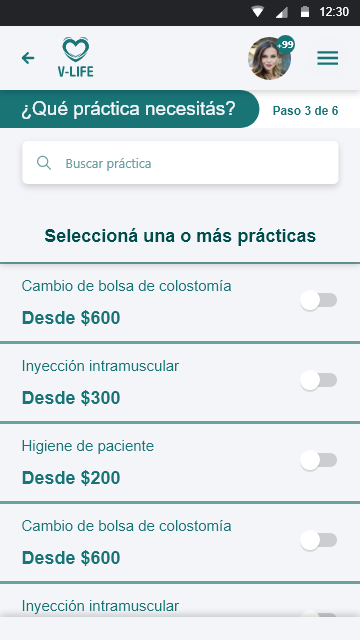 12:30
V-LIFE
+99
¿Qué práctica necesitás?
Paso 3 de 6
Buscar práctica
Seleccioná una o más prácticas
Cambio de bolsa de colostomía
Desde $600
Inyección intramuscular
Desde $300
Higiene de paciente
Desde $200
Cambio de bolsa de colostomía
Desde $600
Inyección intramuscular